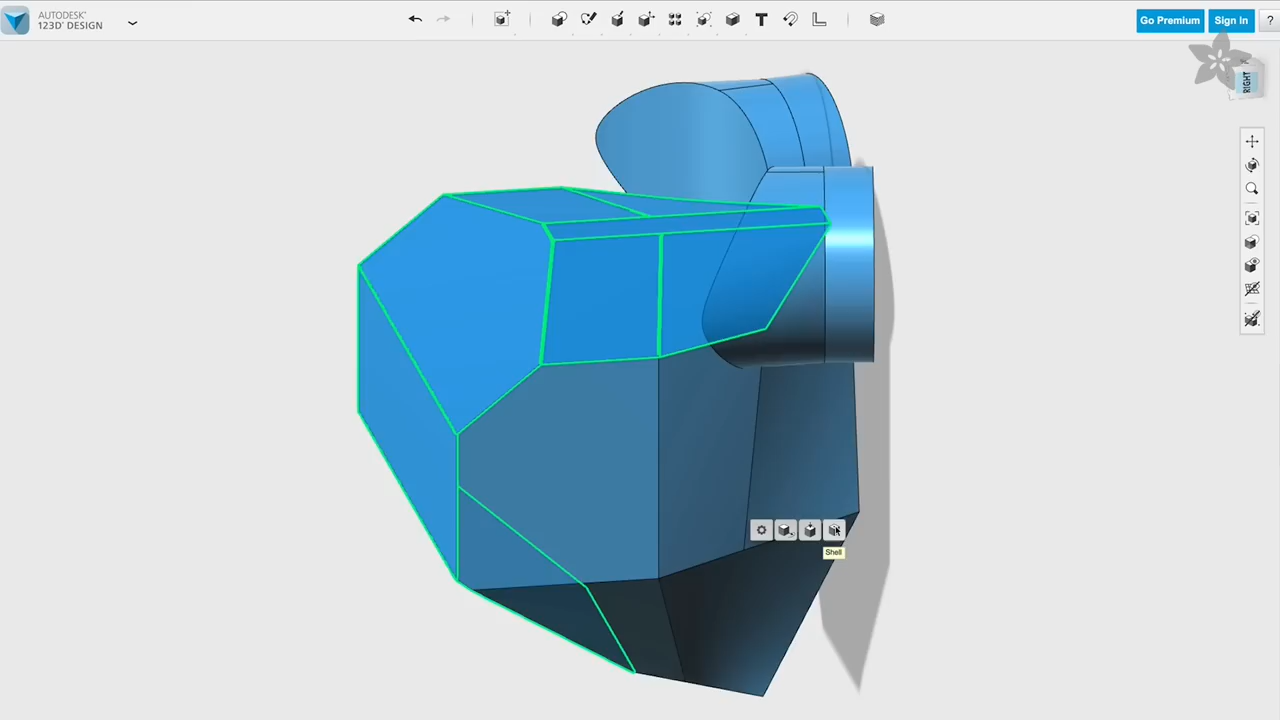 AUTODESK®
123D® DESIGN
Go Premium
Sign In
?
RIGHT
Shell